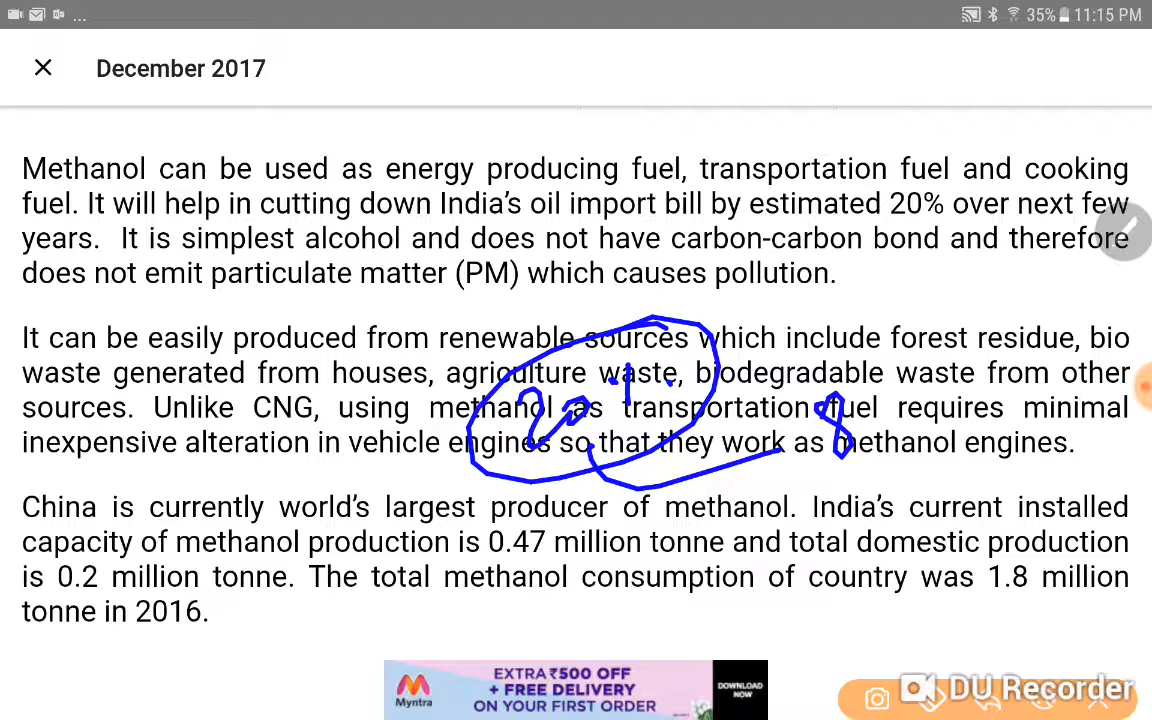 ... 35% 11:15 PM
December 2017
Methanol can be used as energy producing fuel, transportation fuel and cooking
fuel. It will help in cutting down India's oil import bill by estimated 20% over next few
years. It is simplest alcohol and does not have carbon-carbon bond and therefore
does not emit particulate matter (PM) which causes pollution.
It can be easily produced from renewable sources which include forest residue, bio
waste generated from houses, agriculture waste, biodegradable waste from other
sources. Unlike CNG, using methanol as transportation fuel requires minimal
inexpensive alteration in vehicle engines so that they work as methanol engines.
20%
8
China is currently world's largest producer of methanol. India's current installed
capacity of methanol production is 0.47 million tonne and total domestic production
is 0.2 million tonne. The total methanol consumption of country was 1.8 million
tonne in 2016.
Myntra
EXTRA ₹500 OFF
+ FREE DELIVERY
ON YOUR FIRST ORDER
DOWNLOAD
NOW
DU Recorder